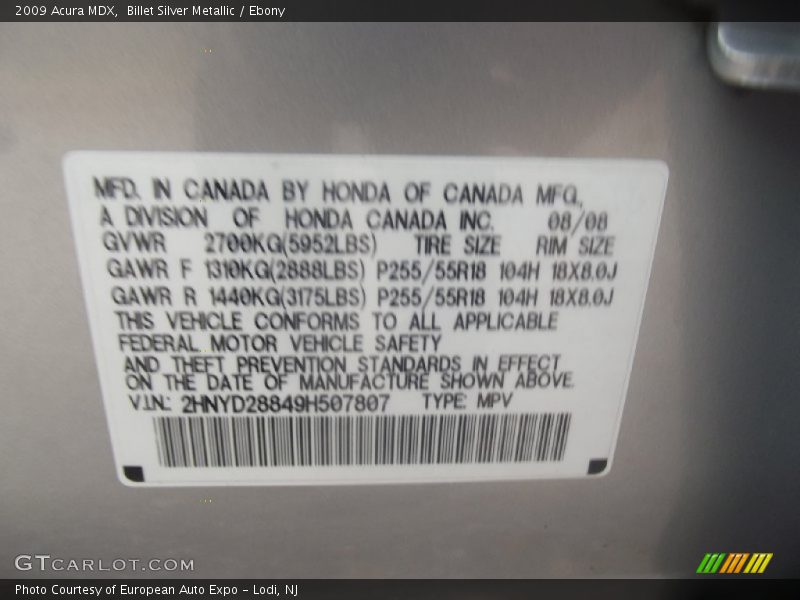 2009 Acura MDX,  Billet Silver Metallic / Ebony
MFD. IN CANADA BY HONDA OF CANADA MFG.,
A DIVISION OF HONDA CANADA INC. 08/08
GVWR 2700KG(5952LBS) TIRE SIZE RIM SIZE
GAWR F 1310KG(2888LBS) P255/55R18 104H 18X8.0J
GAWR R 1440KG(3175LBS) P255/55R18 104H 18X8.0J
THIS VEHICLE CONFORMS TO ALL APPLICABLE
FEDERAL MOTOR VEHICLE SAFETY
AND THEFT PREVENTION STANDARDS IN EFFECT
ON THE DATE OF MANUFACTURE SHOWN ABOVE.
V.I.N.: 2HNYD28849H507807 TYPE: MPV
GTCARLOT.COM
Photo Courtesy of European Auto Expo - Lodi, NJ